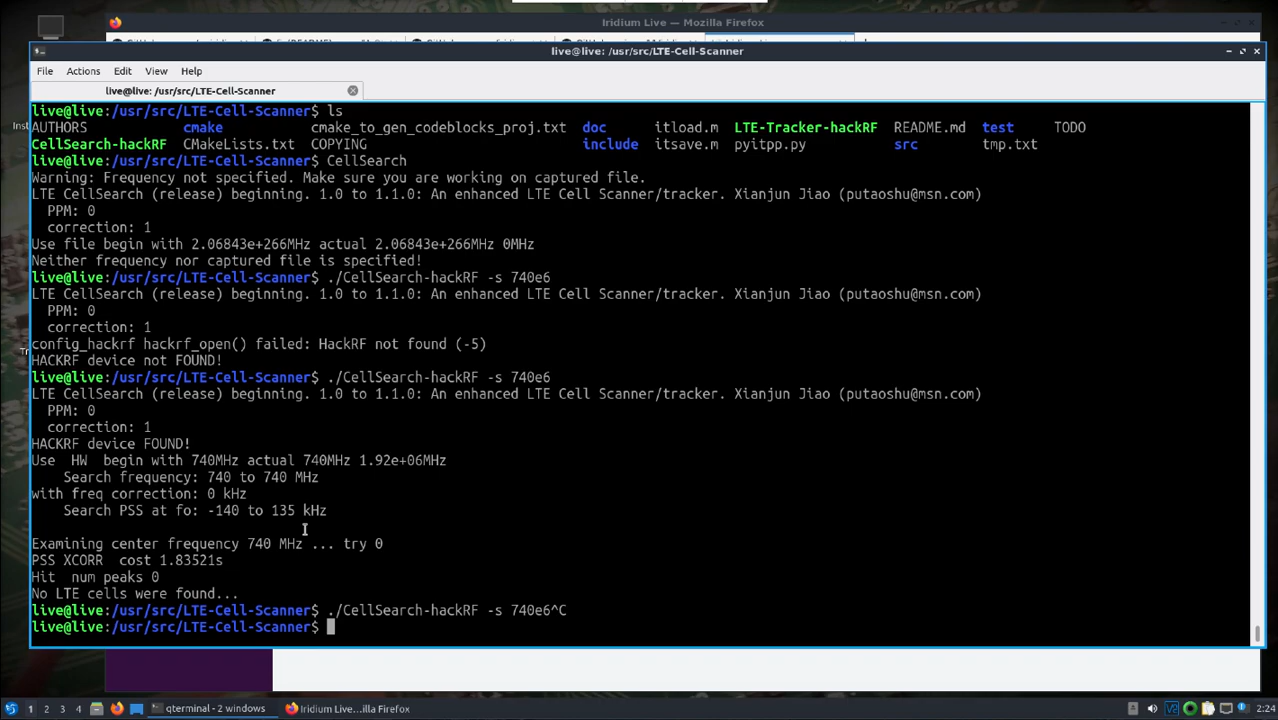 Iridium Live — Mozilla Firefox
live@live: /usr/src/LTE-Cell-Scanner
File Actions Edit View Help
live@live: /usr/src/LTE-Cell-Scanner
live@live:/usr/src/LTE-Cell-Scanner$ ls
AUTHORS cmake cmake_to_gen_codeblocks_proj.txt doc itload.m LTE-Tracker-hackRF README.md test TODO
CellSearch-hackRF CMakeLists.txt COPYING include itsave.m pyitpp.py src tmp.txt
live@live:/usr/src/LTE-Cell-Scanner$ CellSearch
Warning: Frequency not specified. Make sure you are working on captured file.
LTE CellSearch (release) beginning. 1.0 to 1.1.0: An enhanced LTE Cell Scanner/tracker. Xianjun Jiao (putaoshu@msn.com)
PPM: 0
correction: 1
Use file begin with 2.06843e+266MHz actual 2.06843e+266MHz 0MHz
Neither frequency nor captured file is specified!
live@live:/usr/src/LTE-Cell-Scanner$ ./CellSearch-hackRF -s 740e6
LTE CellSearch (release) beginning. 1.0 to 1.1.0: An enhanced LTE Cell Scanner/tracker. Xianjun Jiao (putaoshu@msn.com)
PPM: 0
correction: 1
config_hackrf hackrf_open() failed: HackRF not found (-5)
HACKRF device not FOUND!
live@live:/usr/src/LTE-Cell-Scanner$ ./CellSearch-hackRF -s 740e6
LTE CellSearch (release) beginning. 1.0 to 1.1.0: An enhanced LTE Cell Scanner/tracker. Xianjun Jiao (putaoshu@msn.com)
PPM: 0
correction: 1
HACKRF device FOUND!
Use HW begin with 740MHz actual 740MHz 1.92e+06MHz
Search frequency: 740 to 740 MHz
with freq correction: 0 kHz
Search PSS at fo: -140 to 135 kHz
Examining center frequency 740 MHz ... try 0
PSS XCORR cost 1.83521s
Hit num peaks 0
No LTE cells were found...
live@live:/usr/src/LTE-Cell-Scanner$ ./CellSearch-hackRF -s 740e6^C
live@live:/usr/src/LTE-Cell-Scanner$
1 2 3 4 qterminal - 2 windows Iridium Live...illa Firefox 2:24